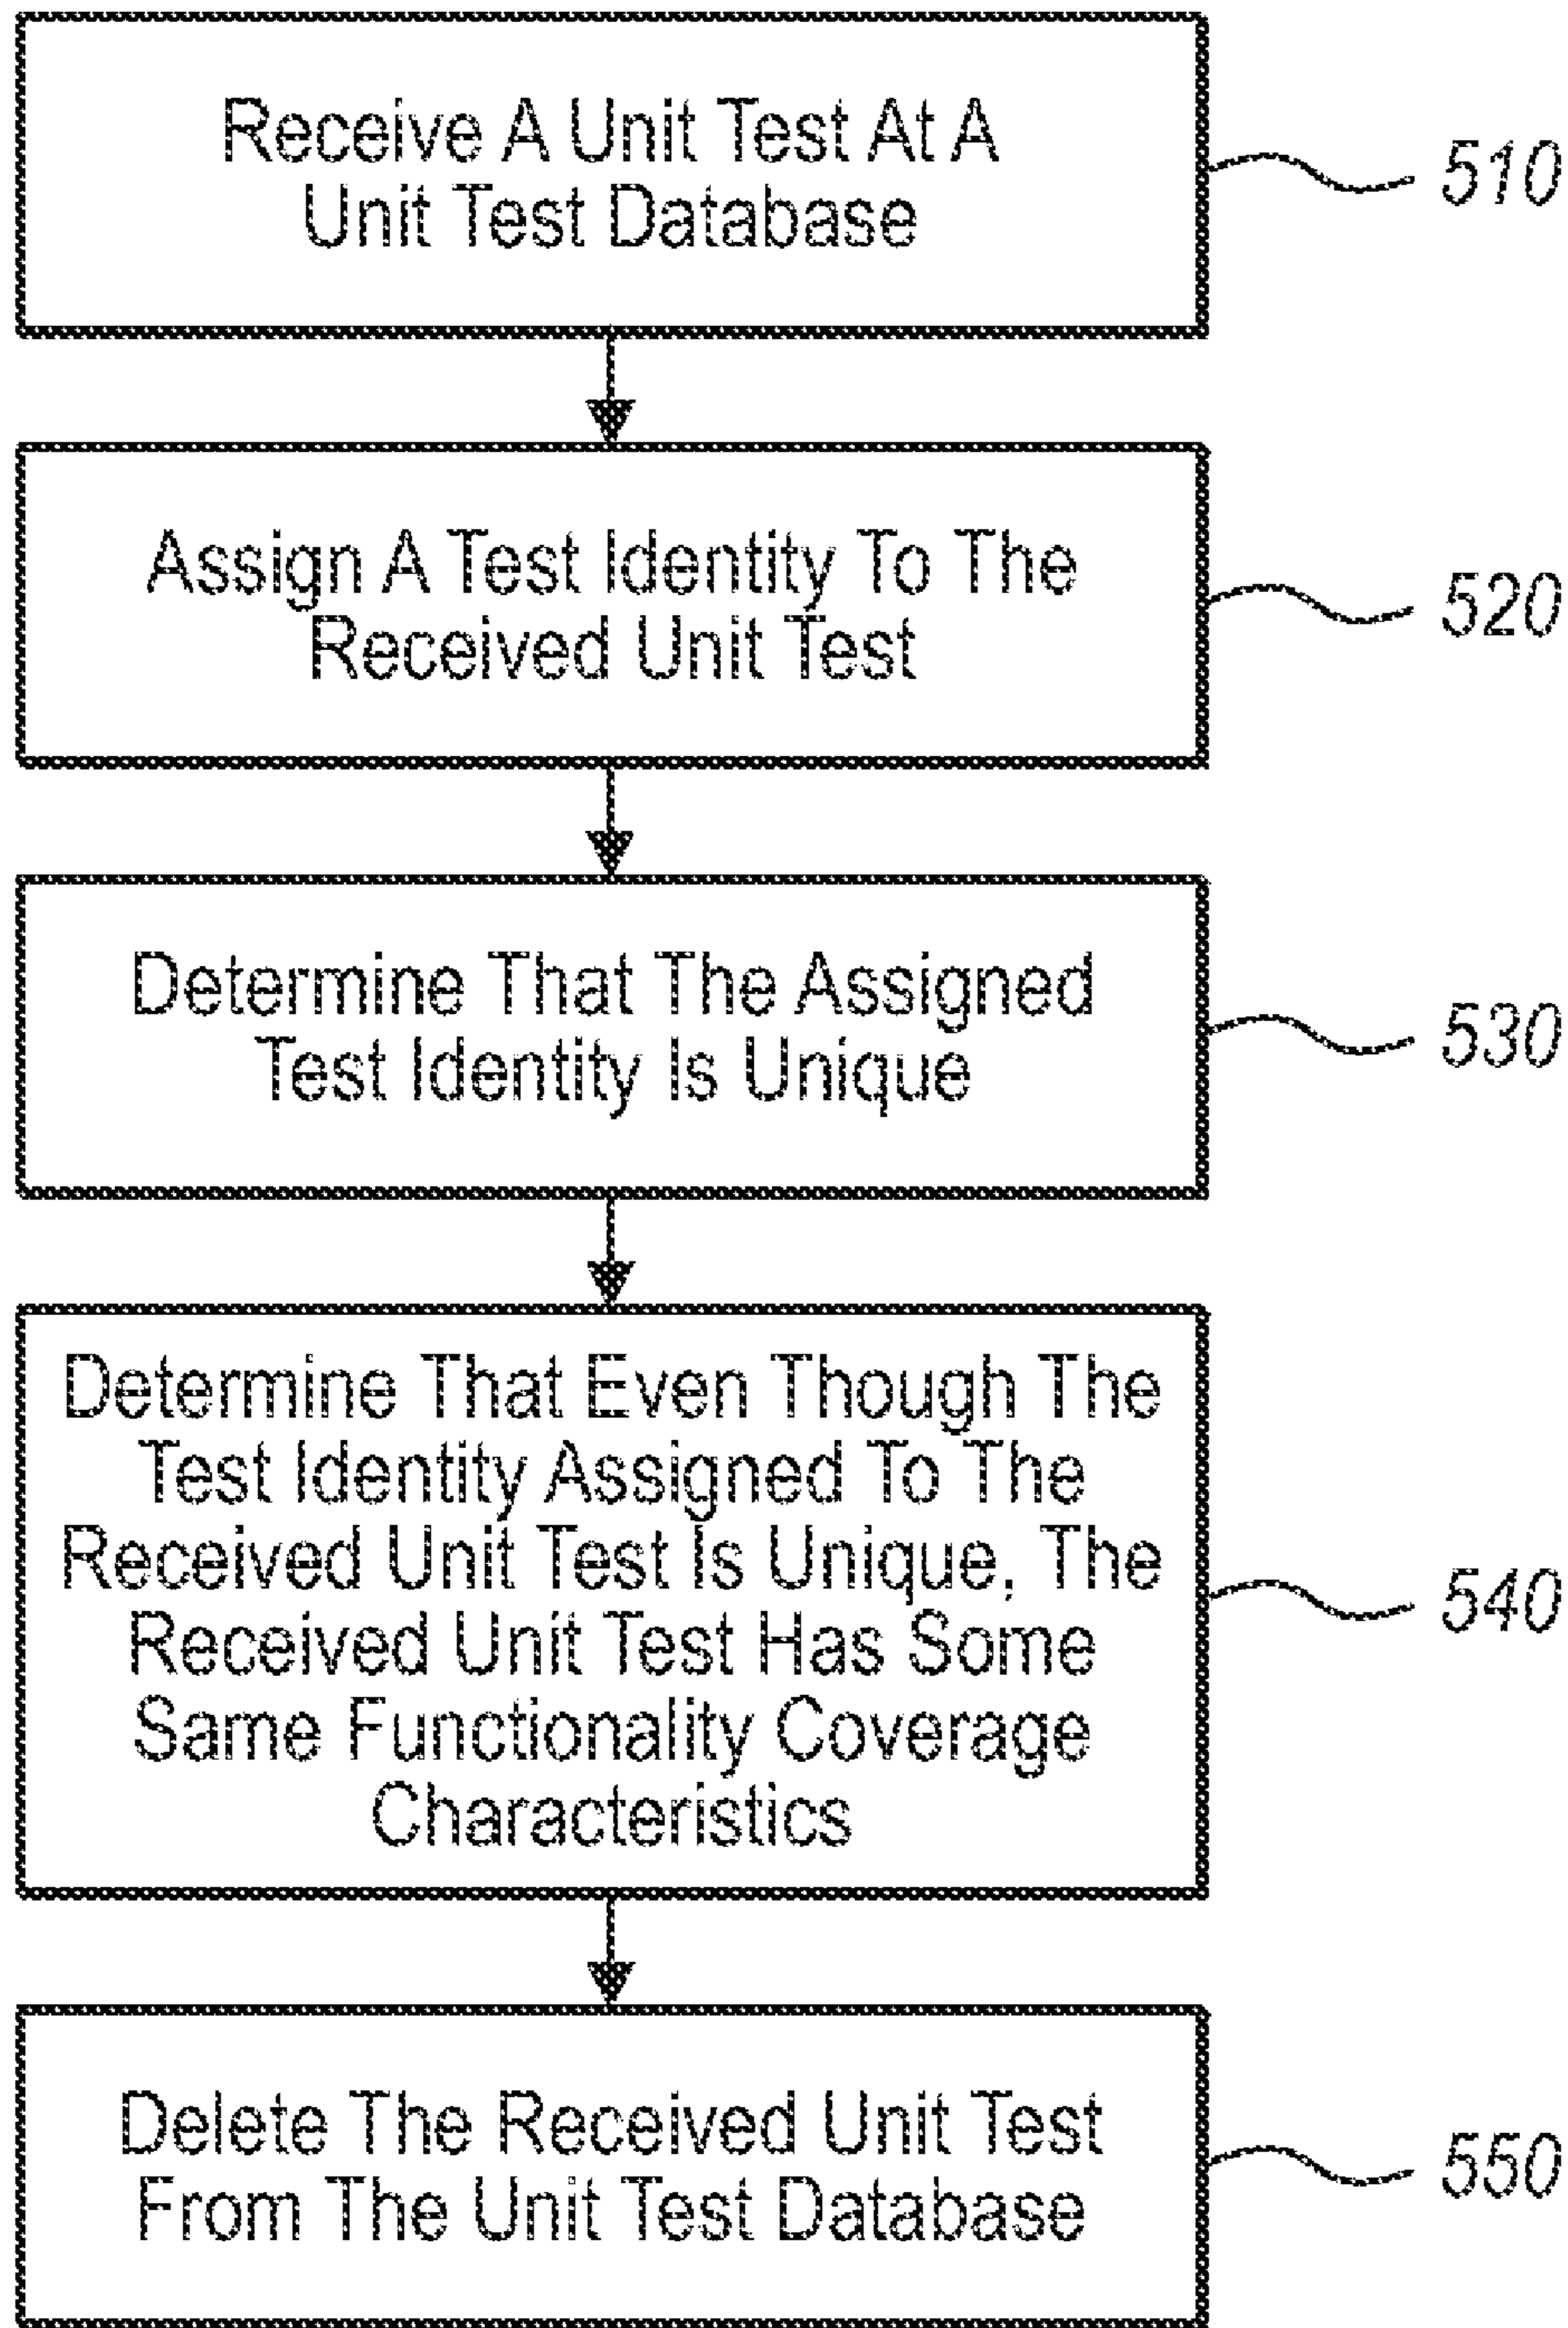 Receive A Unit Test At A
Unit Test Database
510
Assign A Test Identity To The
Received Unit Test
520
Determine That The Assigned
Test Identity Is Unique
530
Determine That Even Though The
Test Identity Assigned To The
Received Unit Test Is Unique, The
Received Unit Test Has Some
Same Functionality Coverage
Characteristics
540
Delete The Received Unit Test
From The Unit Test Database
550